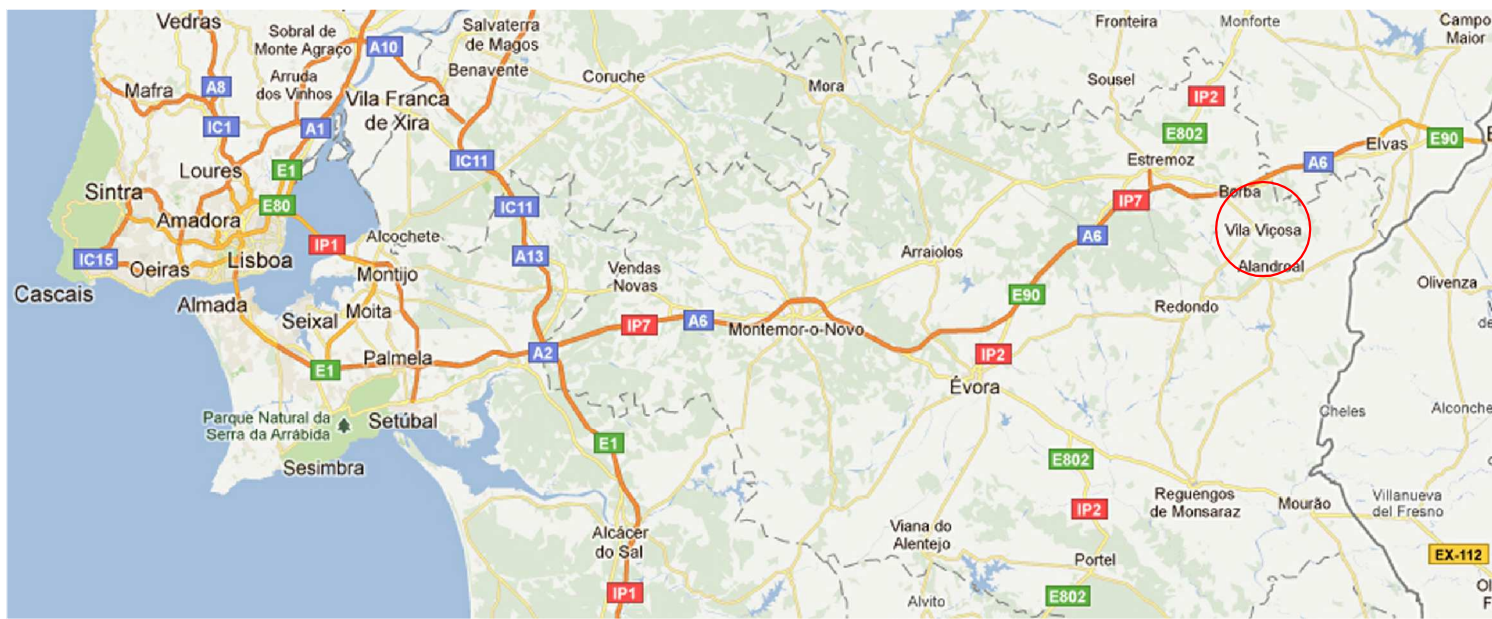 Vedras
Sobral de
Monte Agraço
A10
Salvaterra
de Magos
Fronteira
Monforte
Campo
Maior
Mafra
A8
Arruda
dos Vinhos
Benavente
Coruche
Mora
Sousel
IP2
IC1
A1
Vila Franca
de Xira
E802
Elvas
E90
Loures
E1
IC11
Estremoz
A6
Sintra
E80
IC11
IP7
Borba
Amadora
IP1
Alcochete
A6
Vila Viçosa
IC15
Oeiras
Lisboa
A13
Arraiolos
Alandroal
Cascais
Montijo
Vendas
Novas
Olivenza
Almada
Seixal
Moita
E90
Redondo
IP7
A6
Montemor-o-Novo
Palmela
A2
IP2
E1
Évora
Parque Natural da
Serra da Arrábida
Setúbal
Cheles
Alconche
Sesimbra
E1
E802
Reguengos
de Monsaraz
Mourão
Villanueva
del Fresno
IP2
Alcácer
do Sal
Viana do
Alentejo
Portel
EX-112
IP1
Alvito
E802